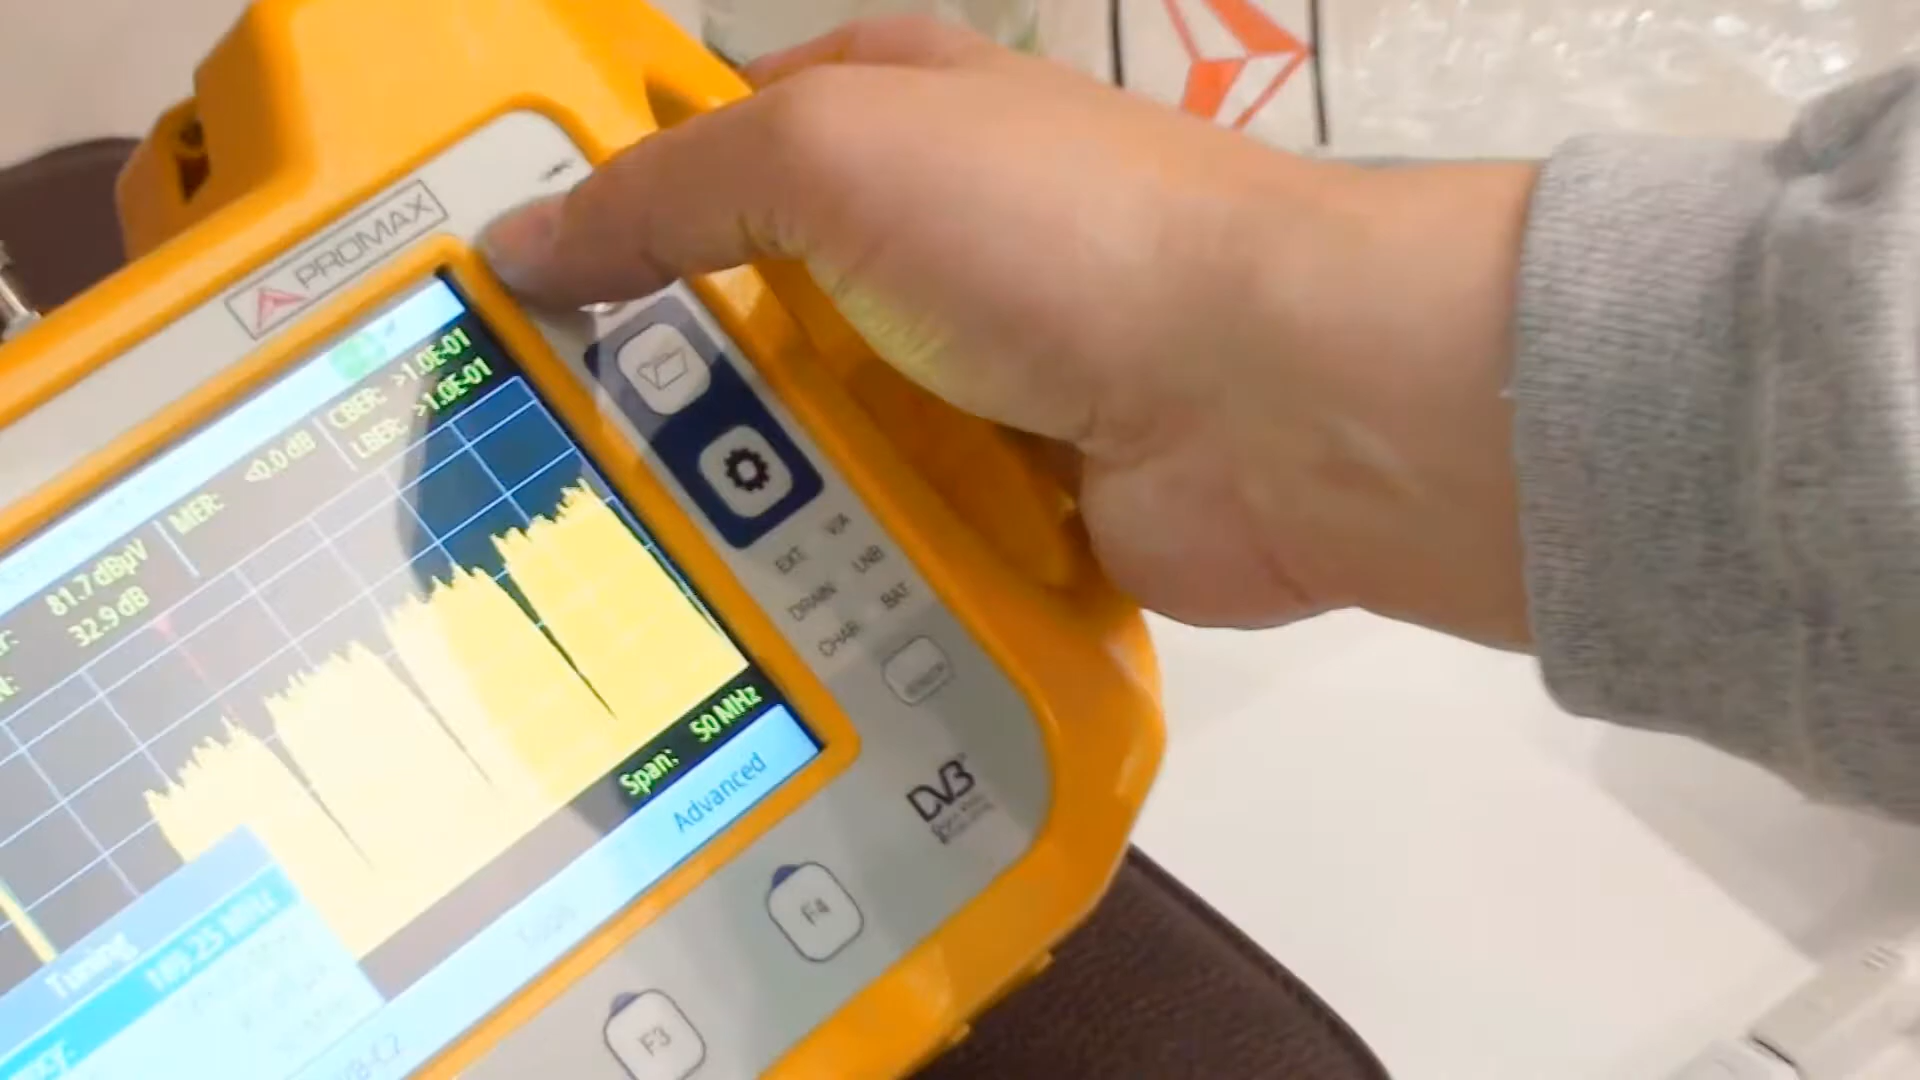 PROMAX
CBER: >1.0E-01
LBER: >1.0E-01
MER: <0.0 dB
81.7 dBµV
32.9 dB
Span: 50 MHz
Advanced
Tools
Tuning
EXT V/A
DRAIN LNB
CHAR BAT
DVB
F4
F3